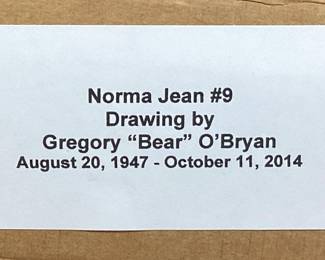 Norma Jean #9
Drawing by
Gregory “Bear” O’Bryan
August 20, 1947 - October 11, 2014